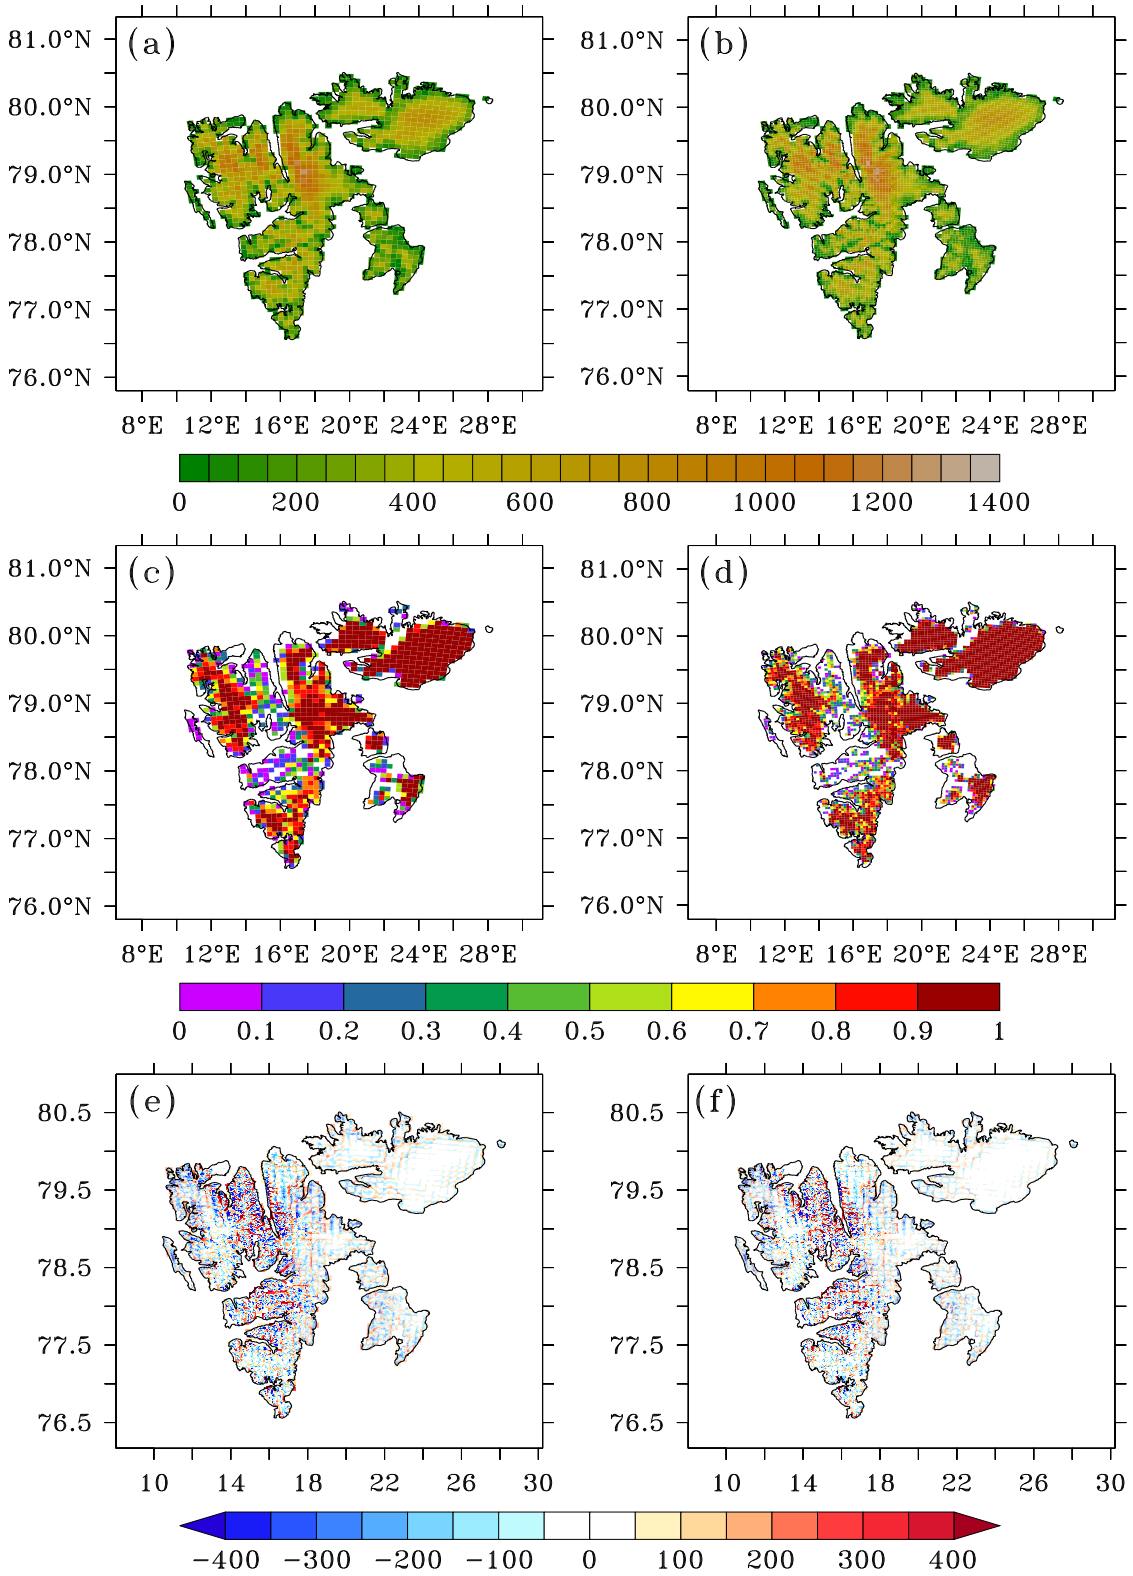 (a) (b)
81.0°N 81.0°N
80.0°N 80.0°N
79.0°N 79.0°N
78.0°N 78.0°N
77.0°N 77.0°N
76.0°N 76.0°N
8°E 12°E 16°E 20°E 24°E 28°E 8°E 12°E 16°E 20°E 24°E 28°E
0 200 400 600 800 1000 1200 1400
(c) (d)
81.0°N 81.0°N
80.0°N 80.0°N
79.0°N 79.0°N
78.0°N 78.0°N
77.0°N 77.0°N
76.0°N 76.0°N
8°E 12°E 16°E 20°E 24°E 28°E 8°E 12°E 16°E 20°E 24°E 28°E
0 0.1 0.2 0.3 0.4 0.5 0.6 0.7 0.8 0.9 1
(e) (f)
80.5 80.5
79.5 79.5
78.5 78.5
77.5 77.5
76.5 76.5
10 14 18 22 26 30 10 14 18 22 26 30
−400 −300 −200 −100 0 100 200 300 400